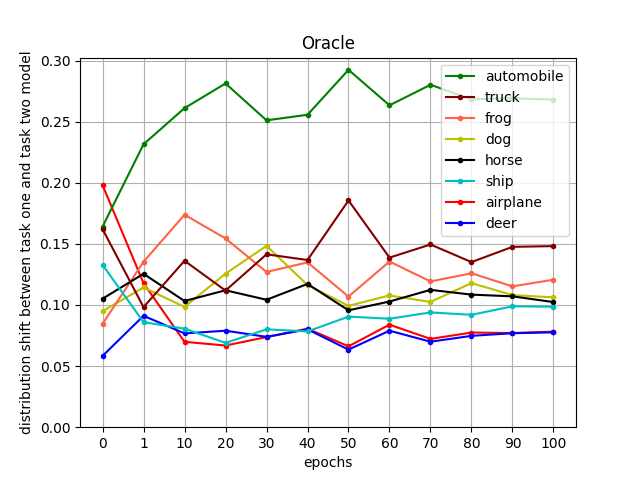 Oracle
distribution shift between task one and task two model
0.30
0.25
0.20
0.15
0.10
0.05
0.00
automobile
truck
frog
dog
horse
ship
airplane
deer
0 1 10 20 30 40 50 60 70 80 90 100
epochs